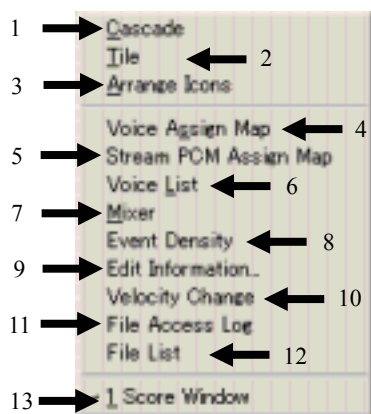 1 Cascade
Tile 2
3 Arrange Icons
Voice Assign Map 4
5 Stream PCM Assign Map
Voice List 6
7 Mixer
Event Density 8
9 Edit Information...
Velocity Change 10
11 File Access Log
File List 12
13 ✓ 1 Score Window